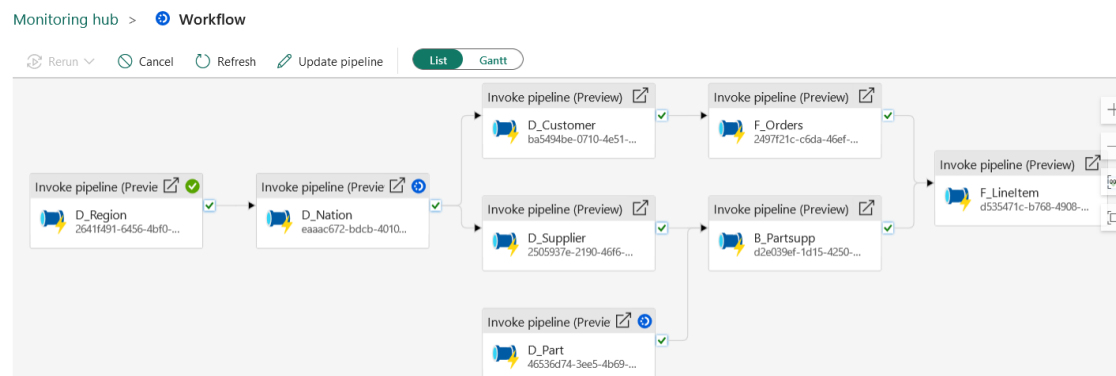 Monitoring hub > Workflow
Rerun Cancel Refresh Update pipeline List Gantt
Invoke pipeline (Preview)
D_Customer
ba5494be-0710-4e51-...
Invoke pipeline (Preview)
F_Orders
2497f21c-c6da-46ef-...
Invoke pipeline (Previe
D_Region
2641f491-6456-4bf0-...
Invoke pipeline (Previe
D_Nation
eaaac672-bdcb-4010...
Invoke pipeline (Preview)
D_Supplier
2505937e-2190-46f6-...
Invoke pipeline (Preview)
B_Partsupp
d2e039ef-1d15-4250-...
Invoke pipeline (Preview)
F_LineItem
d535471c-b768-4908-...
Invoke pipeline (Previe
D_Part
46536d74-3ee5-4b69-...